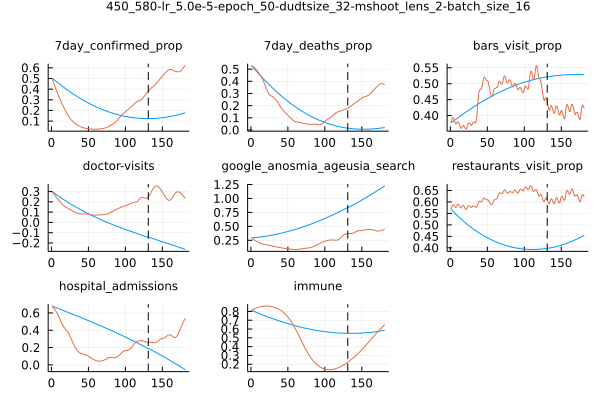 450_580-lr_5.0e-5-epoch_50-dudtsize_32-mshoot_lens_2-batch_size_16
7day_confirmed_prop
7day_deaths_prop
bars_visit_prop
0.6
0.5
0.4
0.3
0.2
0.1
0 50 100 150
0.5
0.4
0.3
0.2
0.1
0.0
0 50 100 150
0.55
0.50
0.45
0.40
0 50 100 150
doctor-visits
google_anosmia_ageusia_search
restaurants_visit_prop
0.3
0.2
0.1
0.0
−0.1
−0.2
0 50 100 150
1.25
1.00
0.75
0.50
0.25
0 50 100 150
0.65
0.60
0.55
0.50
0.45
0.40
0 50 100 150
hospital_admissions
immune
0.6
0.4
0.2
0.0
0 50 100 150
0.8
0.7
0.6
0.5
0.4
0.3
0.2
0 50 100 150